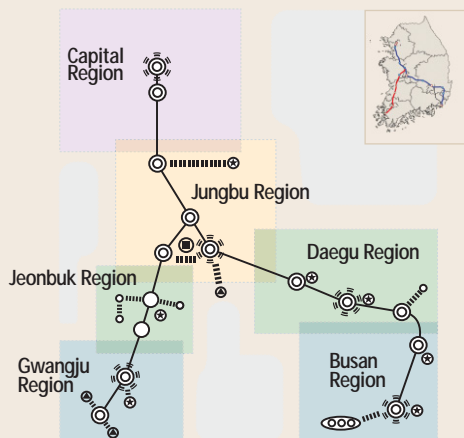 Capital
Region
Jungbu Region
Daegu Region
Jeonbuk Region
Gwangju
Region
Busan
Region